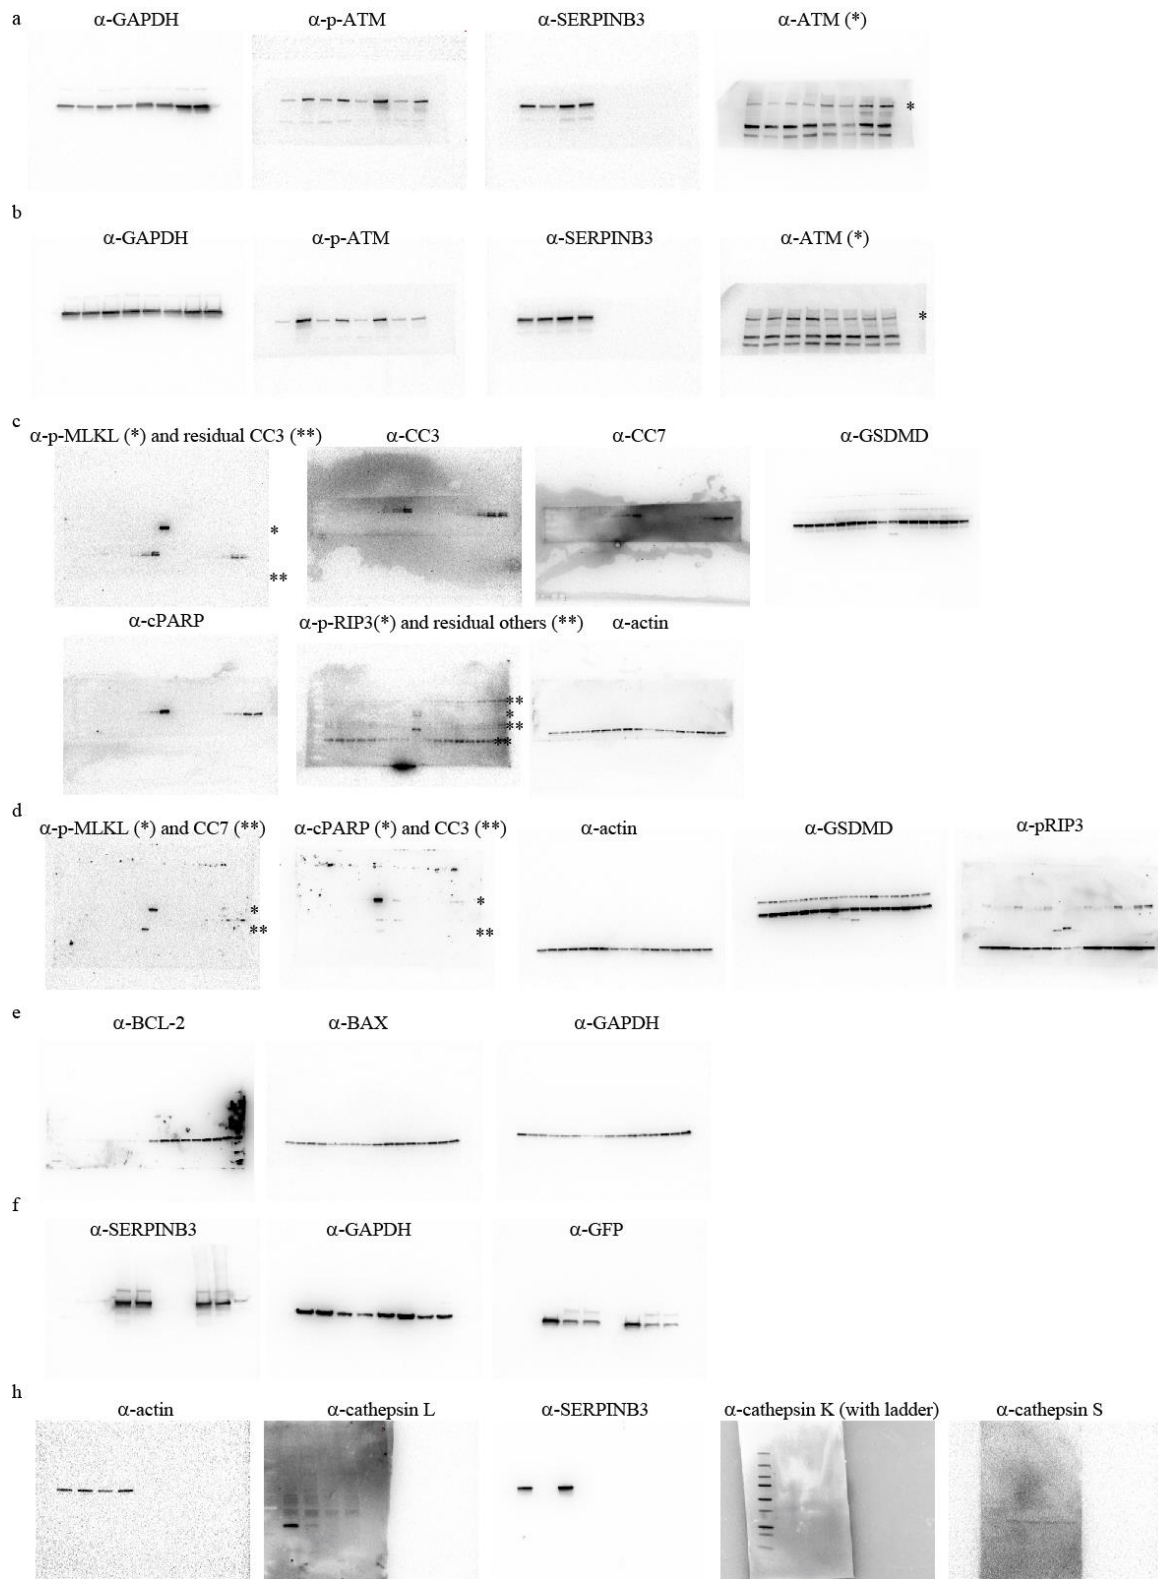 a
α-GAPDH α-p-ATM α-SERPINB3 α-ATM (*)
*
b
α-GAPDH α-p-ATM α-SERPINB3 α-ATM (*)
*
c
α-p-MLKL (*) and residual CC3 (**) α-CC3 α-CC7 α-GSDMD
*
**
α-cPARP α-p-RIP3(*) and residual others (**) α-actin
**
*
**
**
d
α-p-MLKL (*) and CC7 (**) α-cPARP (*) and CC3 (**) α-actin α-GSDMD α-pRIP3
* *
** **
e
α-BCL-2 α-BAX α-GAPDH
f
α-SERPINB3 α-GAPDH α-GFP
h
α-actin α-cathepsin L α-SERPINB3 α-cathepsin K (with ladder) α-cathepsin S